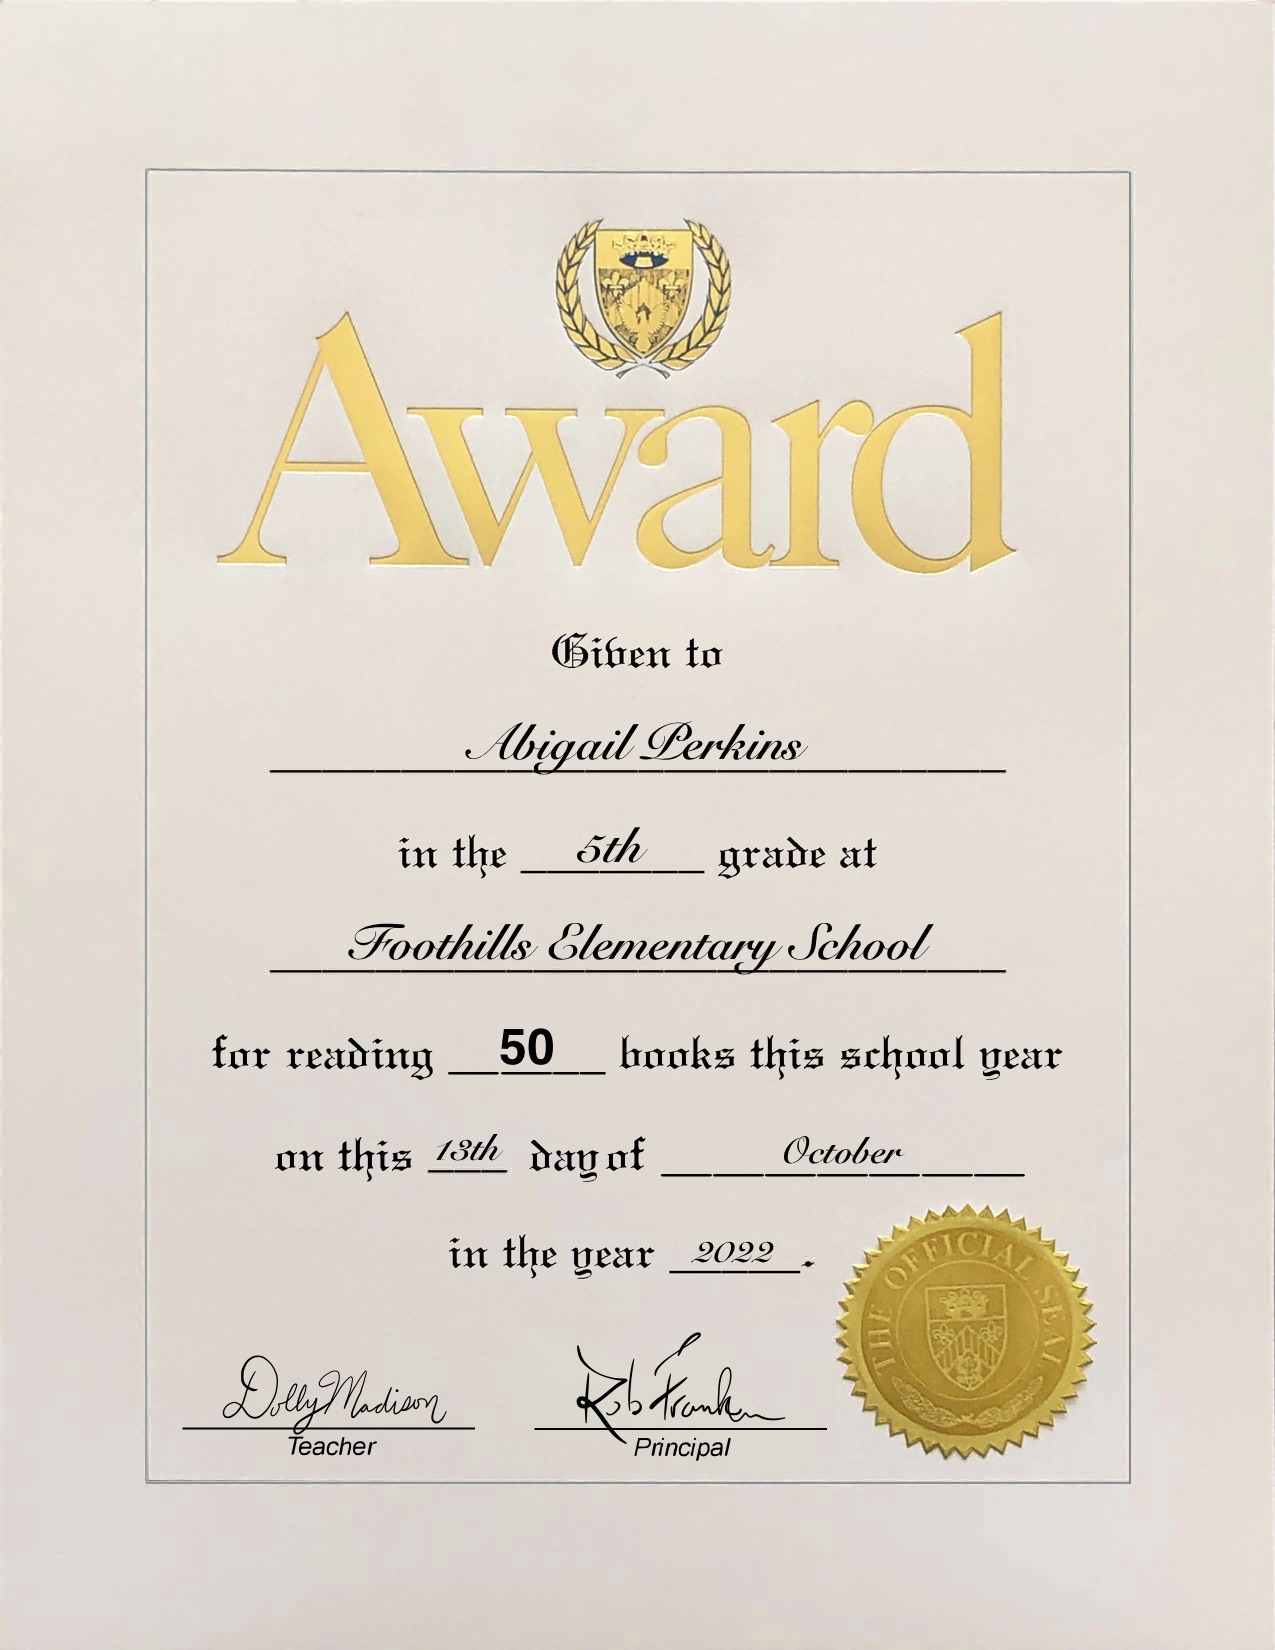 Award
Given to
Abigail Perkins
in the 5th grade at
Foothills Elementary School
for reading 50 books this school year
on this 13th day of October
in the year 2022.
THE OFFICIAL SEAL
Dolly Madison
Rob Franken
Teacher
Principal